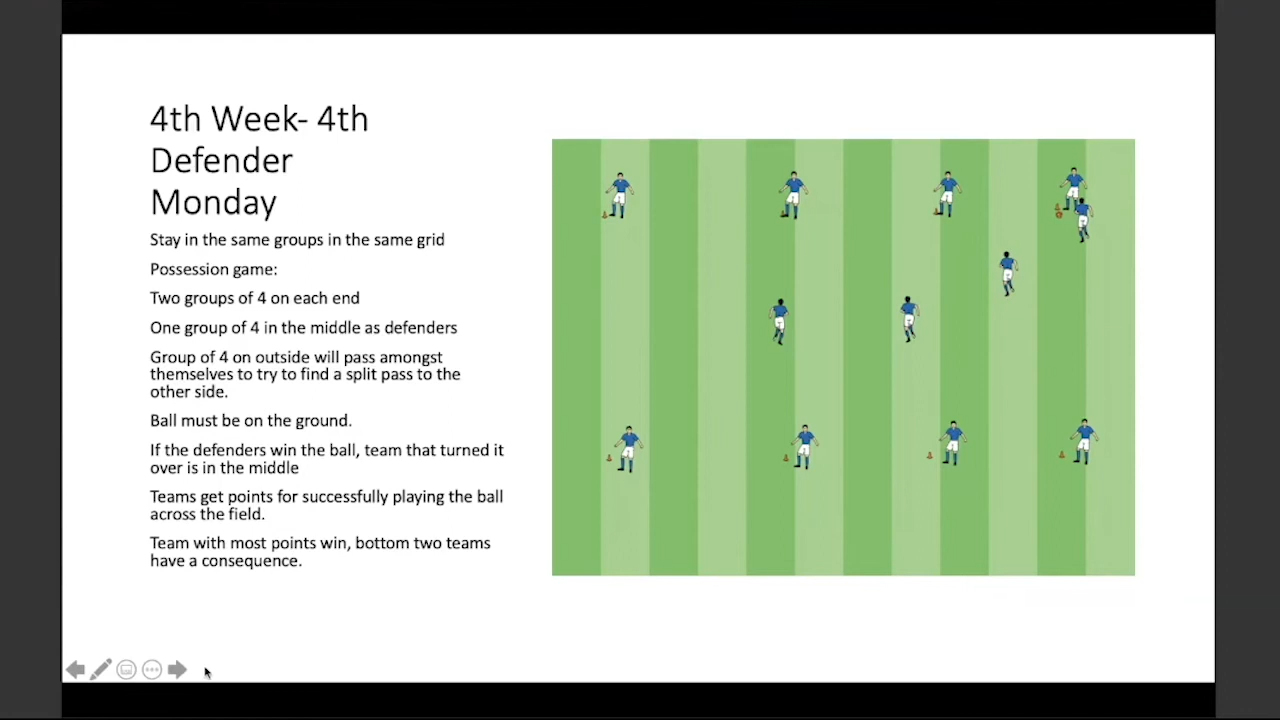 4th Week- 4th
Defender
Monday
Stay in the same groups in the same grid
Possession game:
Two groups of 4 on each end
One group of 4 in the middle as defenders
Group of 4 on outside will pass amongst
themselves to try to find a split pass to the
other side.
Ball must be on the ground.
If the defenders win the ball, team that turned it
over is in the middle
Teams get points for successfully playing the ball
across the field.
Team with most points win, bottom two teams
have a consequence.